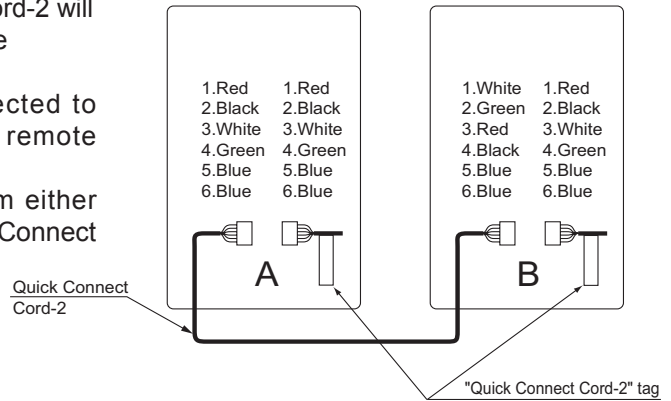 ord-2 will
e
ected to
remote
m either
Connect
1.Red 1.Red
2.Black 2.Black
3.White 3.White
4.Green 4.Green
5.Blue 5.Blue
6.Blue 6.Blue
A
1.White 1.Red
2.Green 2.Black
3.Red 3.White
4.Black 4.Green
5.Blue 5.Blue
6.Blue 6.Blue
B
Quick Connect
Cord-2
"Quick Connect Cord-2" tag